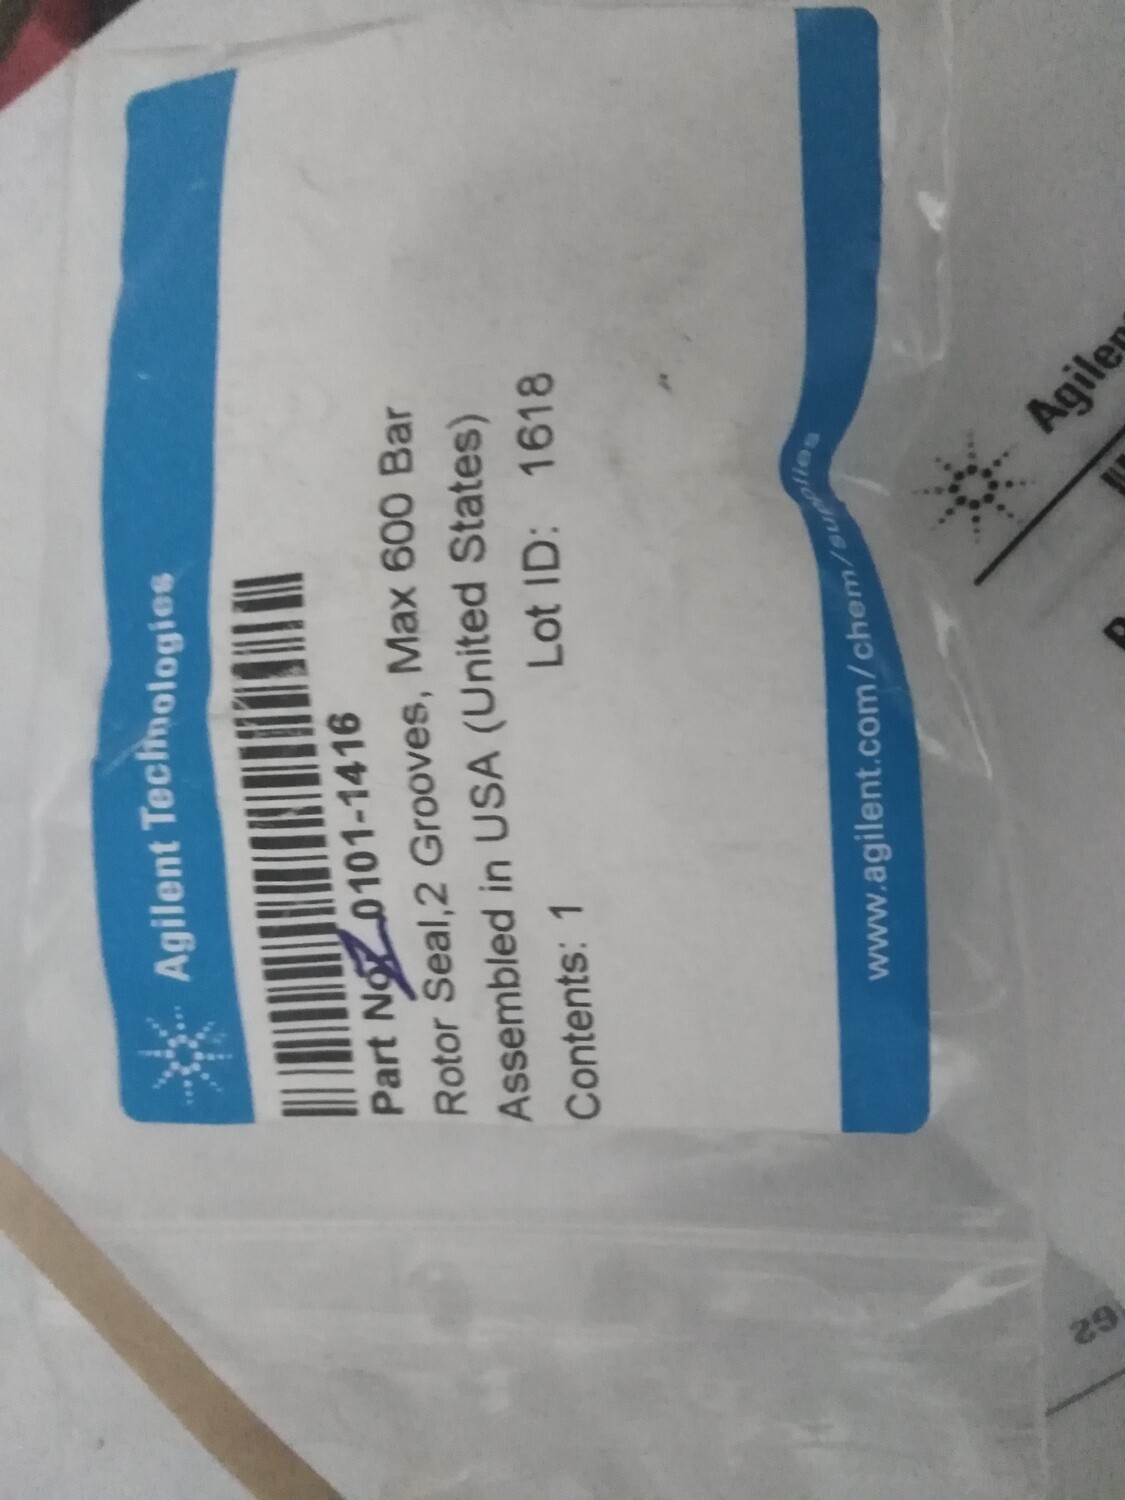 Agilent Technologies
Part No. 0101-1416
Rotor Seal,2 Grooves, Max 600 Bar
Assembled in USA (United States)
Contents: 1 Lot ID: 1618
www.agilent.com/chem/supplies
29